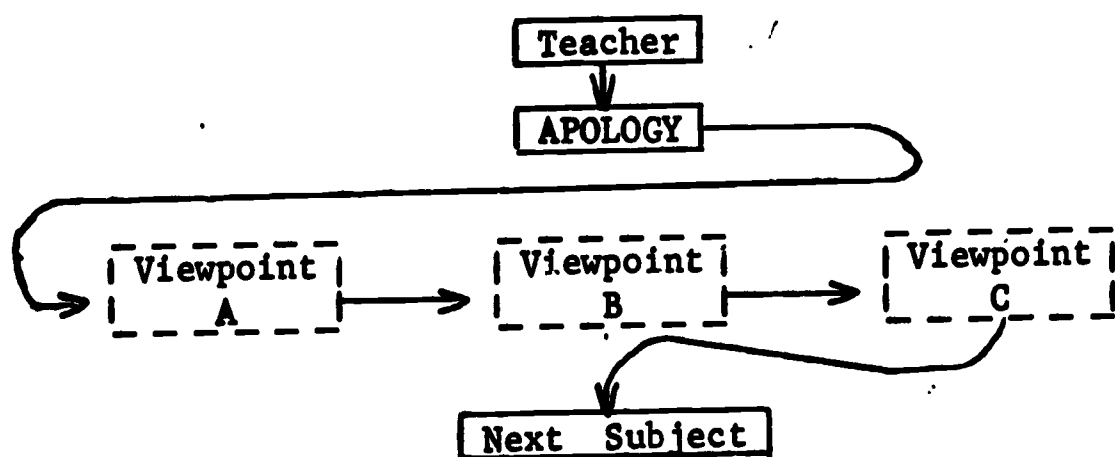 Teacher
APOLOGY
Viewpoint
A
Viewpoint
B
Viewpoint
C
Next Subject